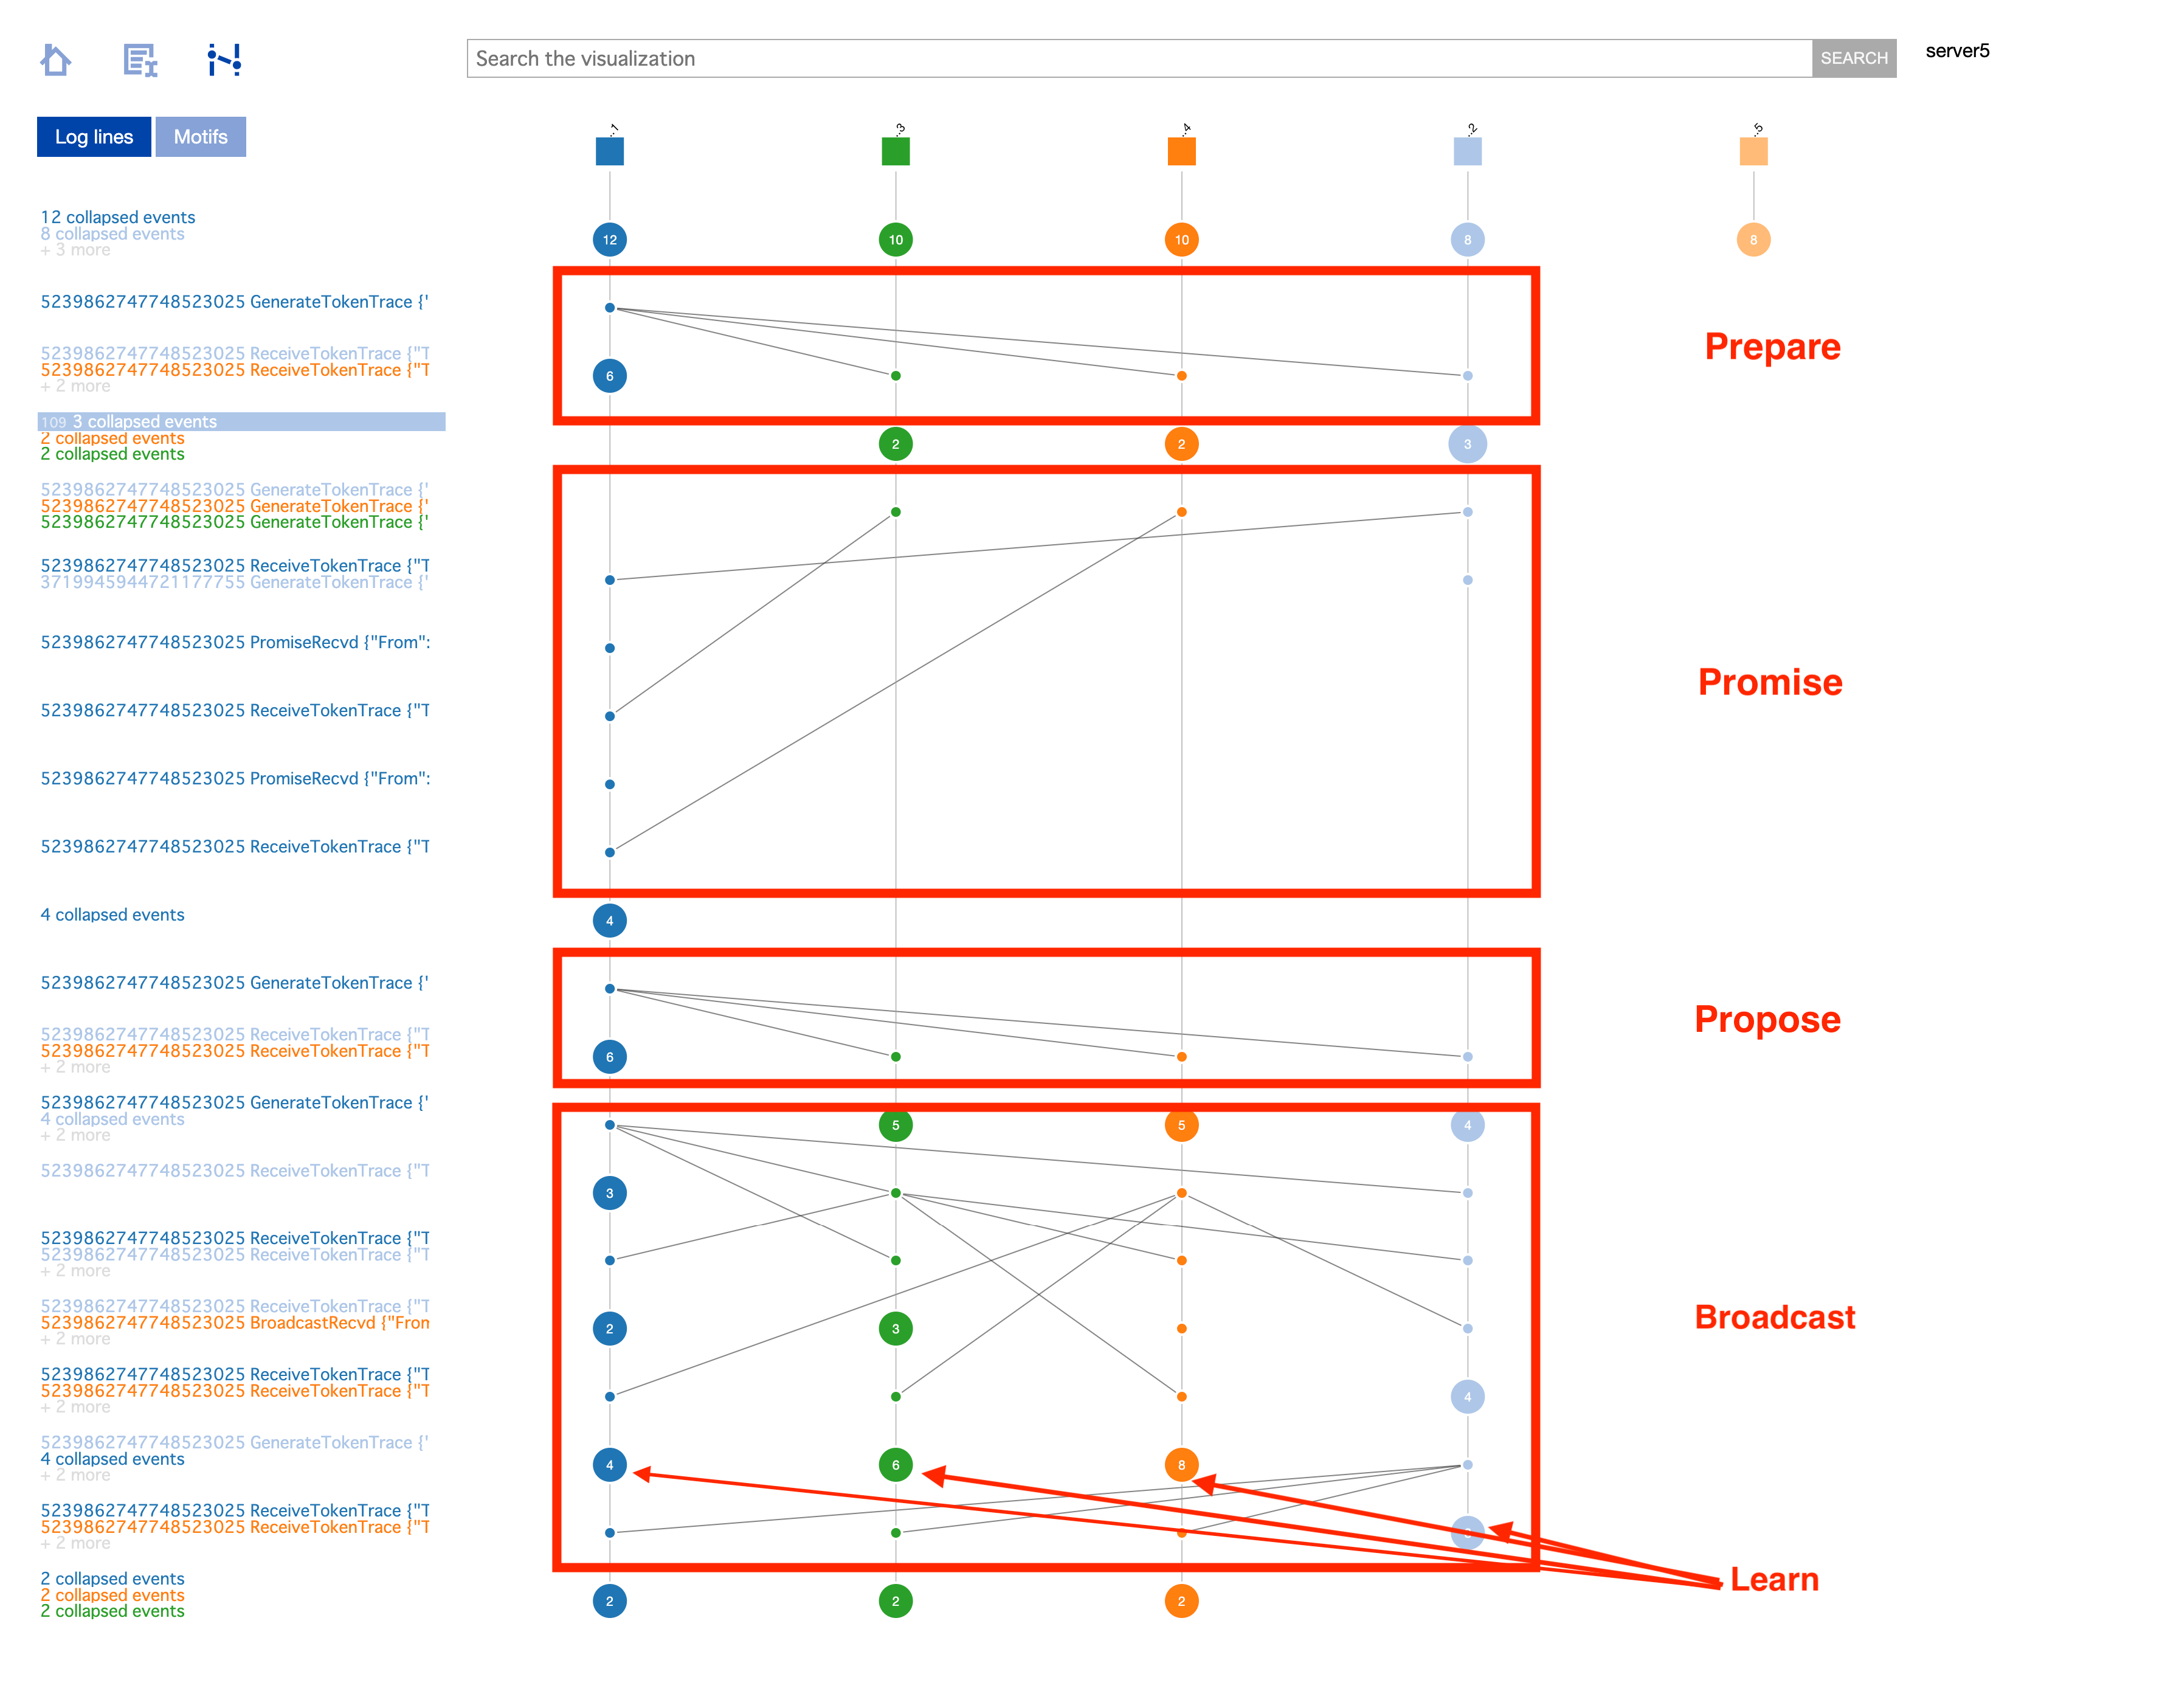 Search the visualization
SEARCH
server5
Log lines
Motifs
..1
..3
..4
..2
..5
12 collapsed events
8 collapsed events
+ 3 more
12
10
10
8
8
5239862747748523025 GenerateTokenTrace {'
Prepare
5239862747748523025 ReceiveTokenTrace {"T
5239862747748523025 ReceiveTokenTrace {"T
+ 2 more
6
109 3 collapsed events
2 collapsed events
2 collapsed events
2
2
3
5239862747748523025 GenerateTokenTrace {'
5239862747748523025 GenerateTokenTrace {'
5239862747748523025 GenerateTokenTrace {'
5239862747748523025 ReceiveTokenTrace {"T
3719945944721177755 GenerateTokenTrace {'
5239862747748523025 PromiseRecvd {"From":
Promise
5239862747748523025 ReceiveTokenTrace {"T
5239862747748523025 PromiseRecvd {"From":
5239862747748523025 ReceiveTokenTrace {"T
4 collapsed events
4
5239862747748523025 GenerateTokenTrace {'
Propose
5239862747748523025 ReceiveTokenTrace {"T
5239862747748523025 ReceiveTokenTrace {"T
+ 2 more
6
5239862747748523025 GenerateTokenTrace {'
4 collapsed events
+ 2 more
5
5
4
5239862747748523025 ReceiveTokenTrace {"T
3
5239862747748523025 ReceiveTokenTrace {"T
5239862747748523025 ReceiveTokenTrace {"T
+ 2 more
5239862747748523025 ReceiveTokenTrace {"T
5239862747748523025 BroadcastRecvd {"From
+ 2 more
2
3
Broadcast
5239862747748523025 ReceiveTokenTrace {"T
5239862747748523025 ReceiveTokenTrace {"T
+ 2 more
4
5239862747748523025 GenerateTokenTrace {'
4 collapsed events
+ 2 more
4
6
8
5239862747748523025 ReceiveTokenTrace {"T
5239862747748523025 ReceiveTokenTrace {"T
+ 2 more
Learn
2 collapsed events
2 collapsed events
2 collapsed events
2
2
2